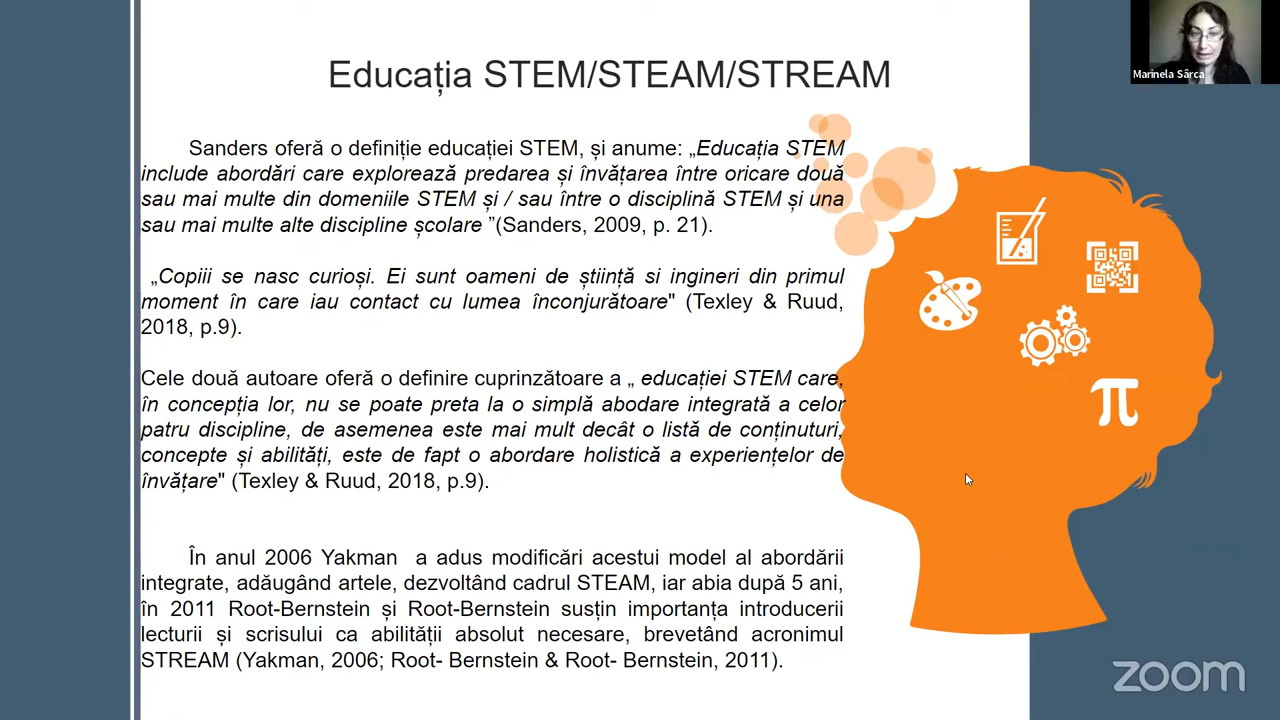 Marinela Sârca
Educația STEM/STEAM/STREAM
Sanders oferă o definiție educației STEM, și anume: „Educația STEM
include abordări care explorează predarea și învățarea între oricare două
sau mai multe din domeniile STEM și / sau între o disciplină STEM și una
sau mai multe alte discipline școlare ”(Sanders, 2009, p. 21).
„Copiii se nasc curioși. Ei sunt oameni de știință si ingineri din primul
moment în care iau contact cu lumea înconjurătoare" (Texley & Ruud,
2018, p.9).
Cele două autoare oferă o definire cuprinzătoare a „ educației STEM care,
în concepția lor, nu se poate preta la o simplă abodare integrată a celor
patru discipline, de asemenea este mai mult decât o listă de conținuturi,
concepte și abilități, este de fapt o abordare holistică a experiențelor de
învățare" (Texley & Ruud, 2018, p.9).
În anul 2006 Yakman a adus modificări acestui model al abordării
integrate, adăugând artele, dezvoltând cadrul STEAM, iar abia după 5 ani,
în 2011 Root-Bernstein și Root-Bernstein susțin importanța introducerii
lecturii și scrisului ca abilității absolut necesare, brevetând acronimul
STREAM (Yakman, 2006; Root- Bernstein & Root- Bernstein, 2011).
π
zoom